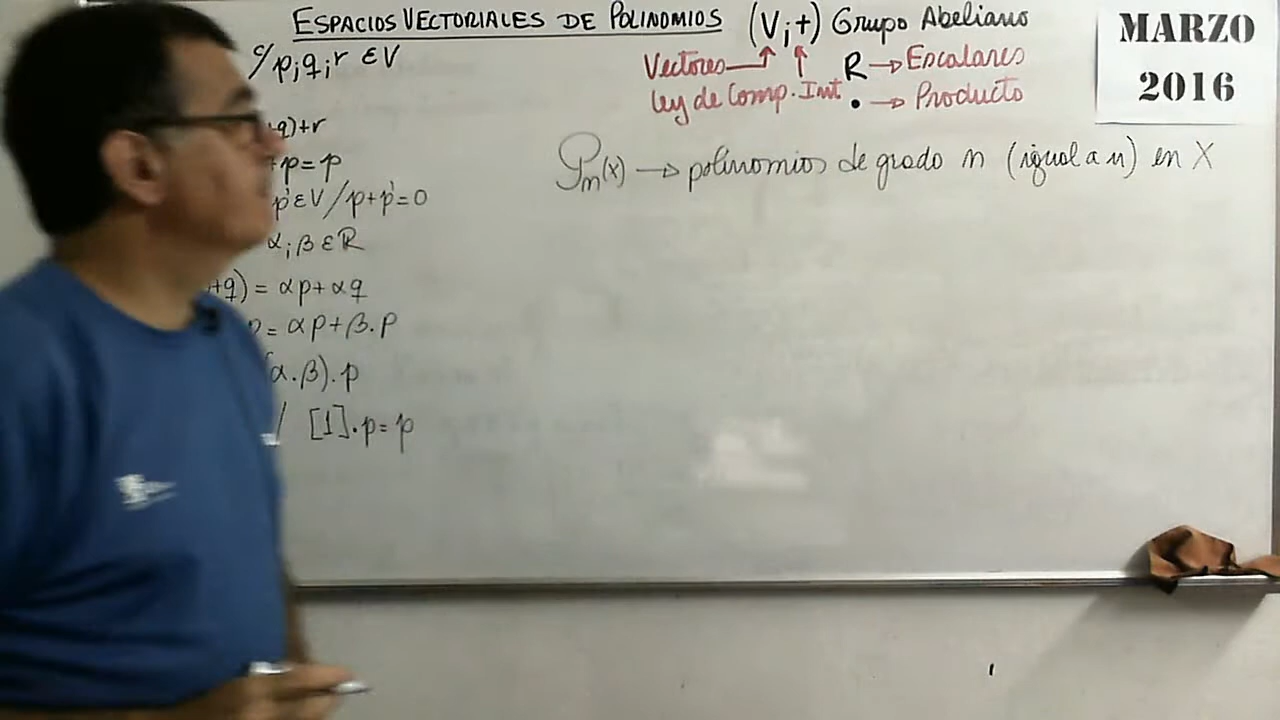 ESPACIOS VECTORIALES DE POLINOMIOS (V;+) Grupo Abeliano
c/ p;q;r ∈ V
Vectores → R → Escalares
Ley de Comp. Int • → Producto
MARZO
2016
q)+r
+p=p
p'∈V/p+p'=0
α;β∈R
+q) = αp+αq
p = αp+β.p
(α.β).p
/ [1].p=p
Pn(x) → polinomios de grado n (igual a n) en X